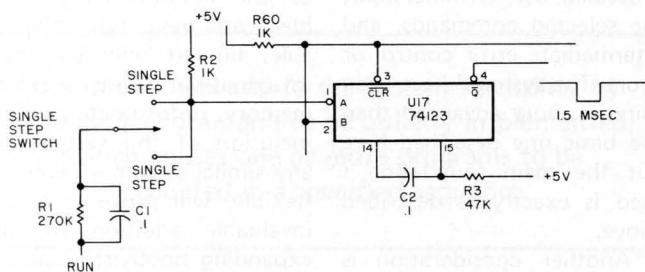 +5V
R60
1K
R2
1K
SINGLE
STEP
3
4
CLR
Q
1
A
U17
74123
2
1.5 MSEC
SINGLE
STEP
SWITCH
SINGLE
STEP
14
15
+5V
R1
270K
C1
.1
C2
.1
R3
47K
RUN